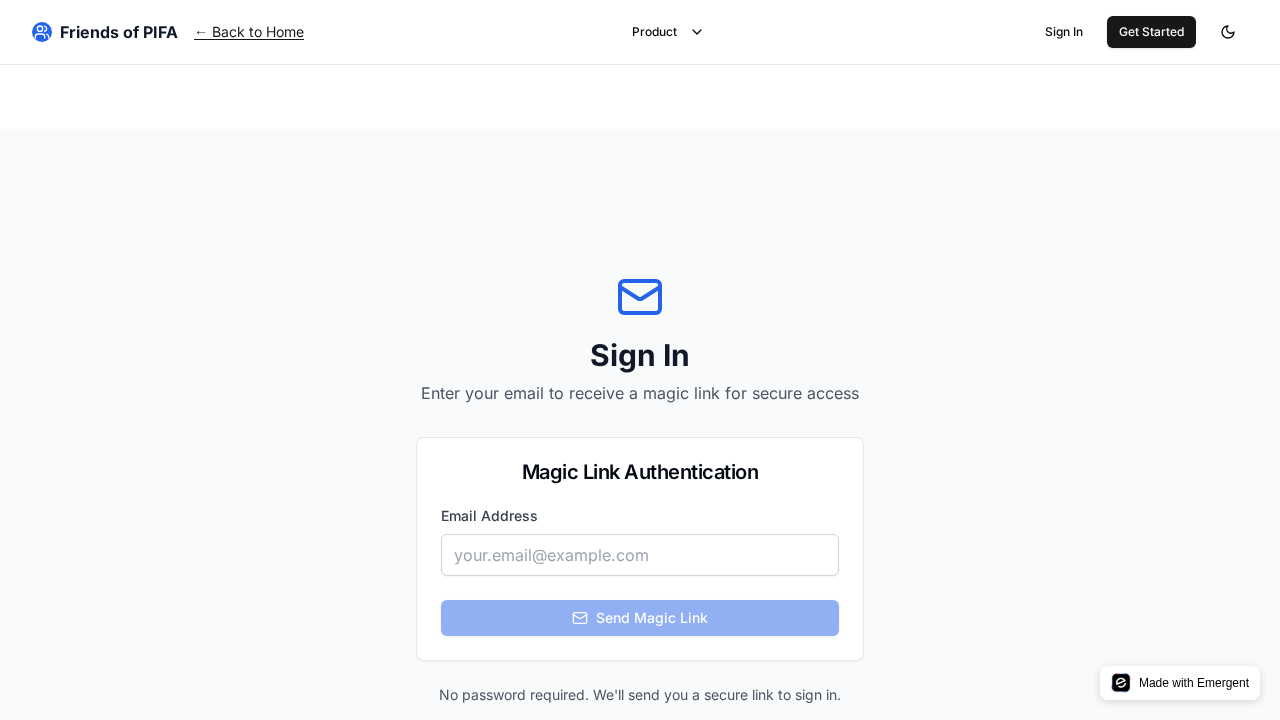 Friends of PIFA
← Back to Home
Product
Sign In
Get Started
Sign In
Enter your email to receive a magic link for secure access
Magic Link Authentication
Email Address
your.email@example.com
Send Magic Link
No password required. We'll send you a secure link to sign in.
Made with Emergent